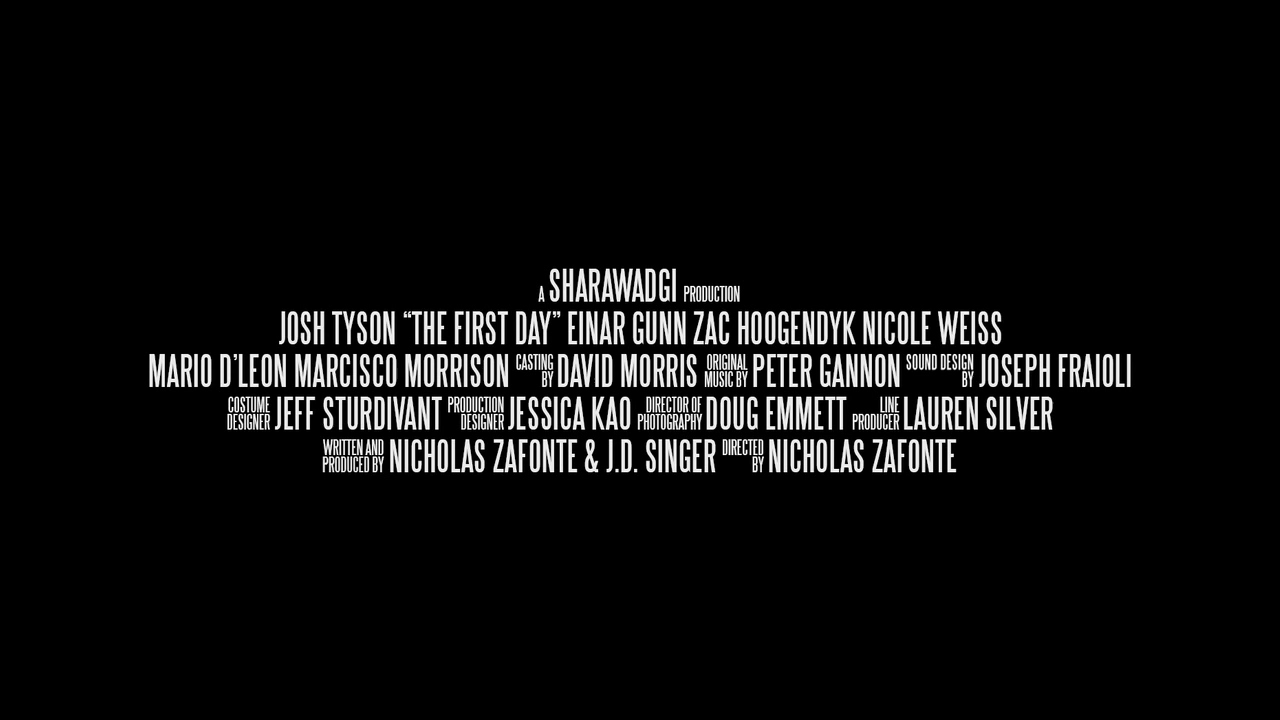 A SHARAWADGI PRODUCTION
JOSH TYSON “THE FIRST DAY” EINAR GUNN ZAC HOOGENDYK NICOLE WEISS
MARIO D’LEON MARCISCO MORRISON CASTING BY DAVID MORRIS ORIGINAL MUSIC BY PETER GANNON SOUND DESIGN BY JOSEPH FRAIOLI
COSTUME DESIGNER JEFF STURDIVANT PRODUCTION DESIGNER JESSICA KAO DIRECTOR OF PHOTOGRAPHY DOUG EMMETT LINE PRODUCER LAUREN SILVER
WRITTEN AND PRODUCED BY NICHOLAS ZAFONTE & J.D. SINGER DIRECTED BY NICHOLAS ZAFONTE